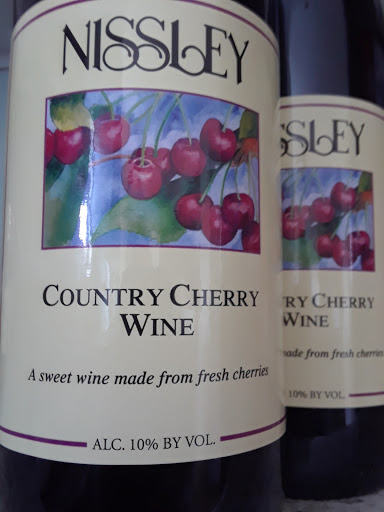 NISSLEY
COUNTRY CHERRY
WINE
A sweet wine made from fresh cherries
ALC. 10% BY VOL.
SSLEY
TRY CHERRY
WINE
made from fresh cherries
10% BY VOL.